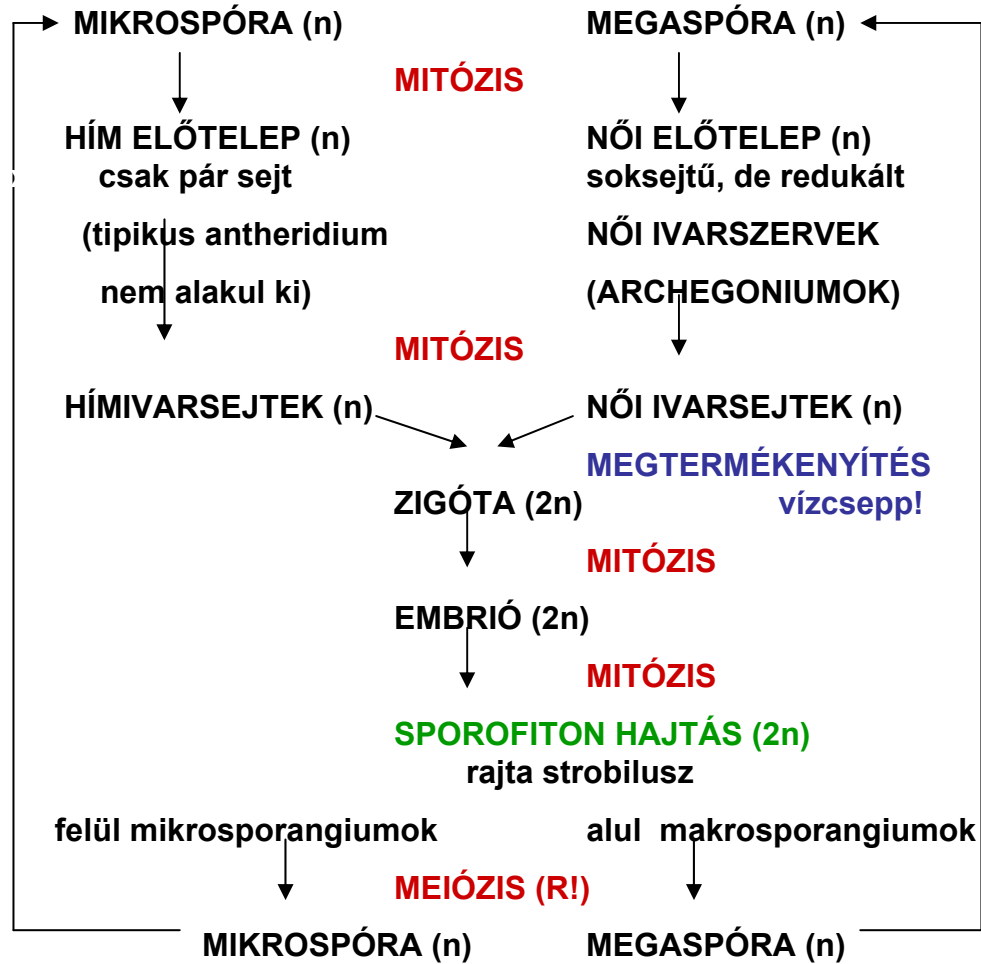 MIKROSPÓRA (n) MEGASPÓRA (n)
MITÓZIS
HÍM ELŐTELEP (n) NŐI ELŐTELEP (n)
csak pár sejt soksejtű, de redukált
(tipikus antheridium NŐI IVARSZERVEK
nem alakul ki) (ARCHEGONIUMOK)
MITÓZIS
HÍMIVARSEJTEK (n) NŐI IVARSEJTEK (n)
MEGTERMÉKENYÍTÉS
ZIGÓTA (2n) vízcsepp!
MITÓZIS
EMBRIÓ (2n)
MITÓZIS
SPOROFITON HAJTÁS (2n)
rajta strobilusz
felül mikrosporangiumok alul makrosporangiumok
MEIÓZIS (R!)
MIKROSPÓRA (n) MEGASPÓRA (n)